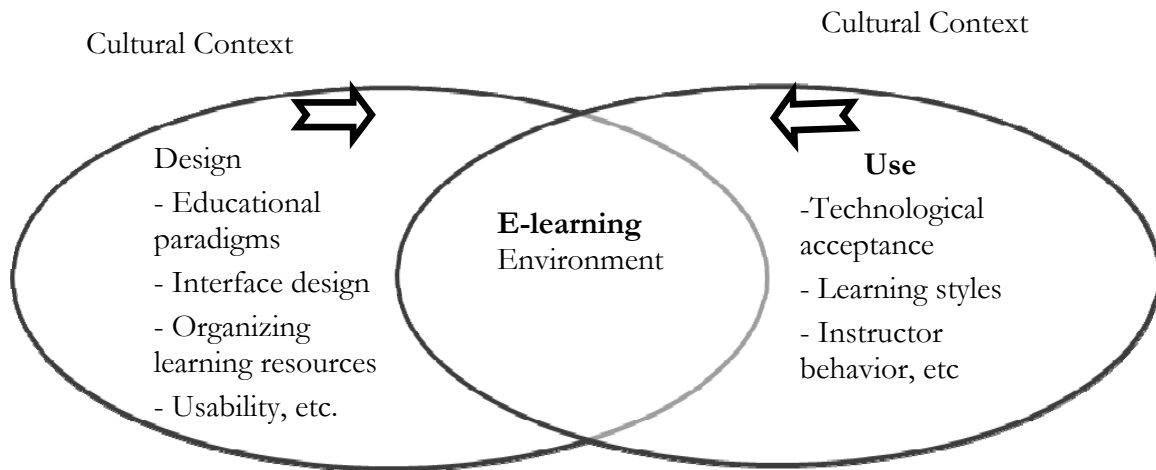 Cultural Context
Cultural Context
Design
- Educational
paradigms
- Interface design
- Organizing
learning resources
- Usability, etc.
E-learning
Environment
Use
-Technological
acceptance
- Learning styles
- Instructor
behavior, etc